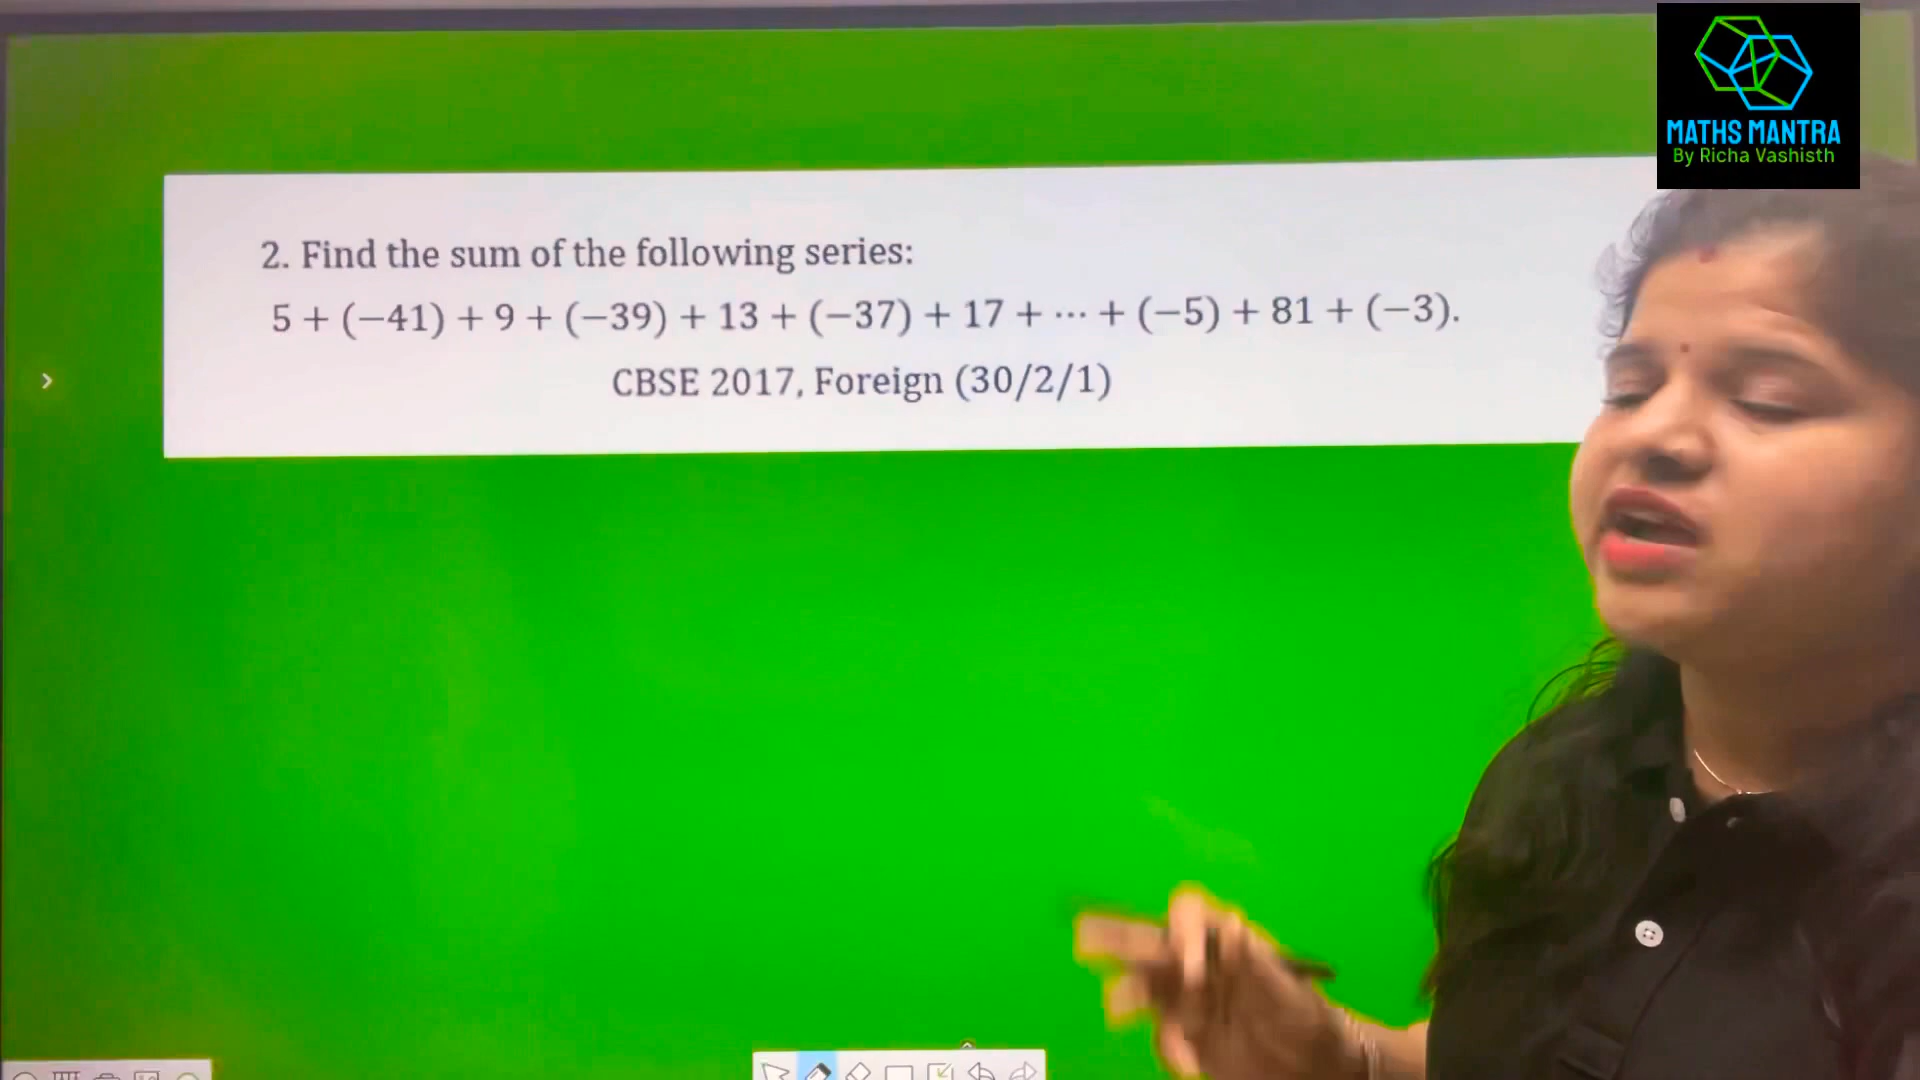 MATHS MANTRA
By Richa Vashisth
2. Find the sum of the following series:
5 + (−41) + 9 + (−39) + 13 + (−37) + 17 + ⋯ + (−5) + 81 + (−3).
CBSE 2017, Foreign (30/2/1)